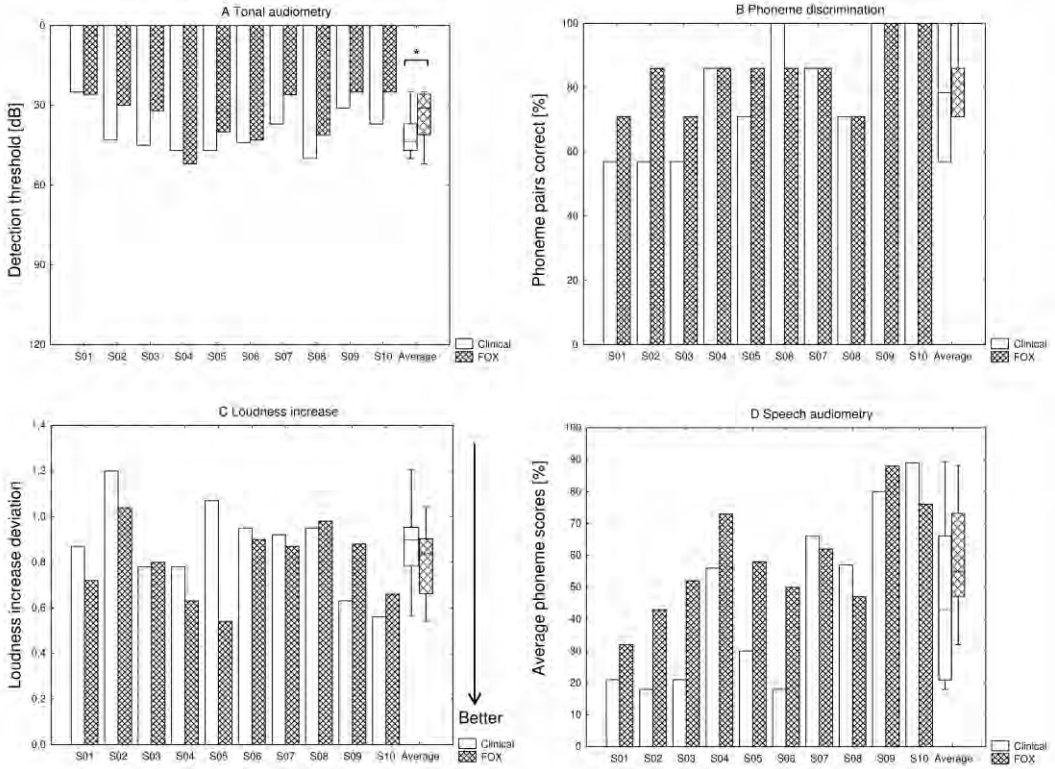 A Tonal audiometry
Detection threshold [dB]
0
30
60
90
120
S01 S02 S03 S04 S05 S06 S07 S08 S09 S10 Average
*
Clinical
FOX
B Phoneme discrimination
Phoneme pairs correct [%]
100
80
60
40
20
0
S01 S02 S03 S04 S05 S06 S07 S08 S09 S10 Average
Clinical
FOX
C Loudness increase
Loudness increase deviation
1,4
1,2
1,0
0,8
0,6
0,4
0,2
0,0
S01 S02 S03 S04 S05 S06 S07 S08 S09 S10 Average
Better
Clinical
FOX
D Speech audiometry
Average phoneme scores [%]
100
90
80
70
60
50
40
30
20
10
0
S01 S02 S03 S04 S05 S06 S07 S08 S09 S10 Average
Clinical
FOX